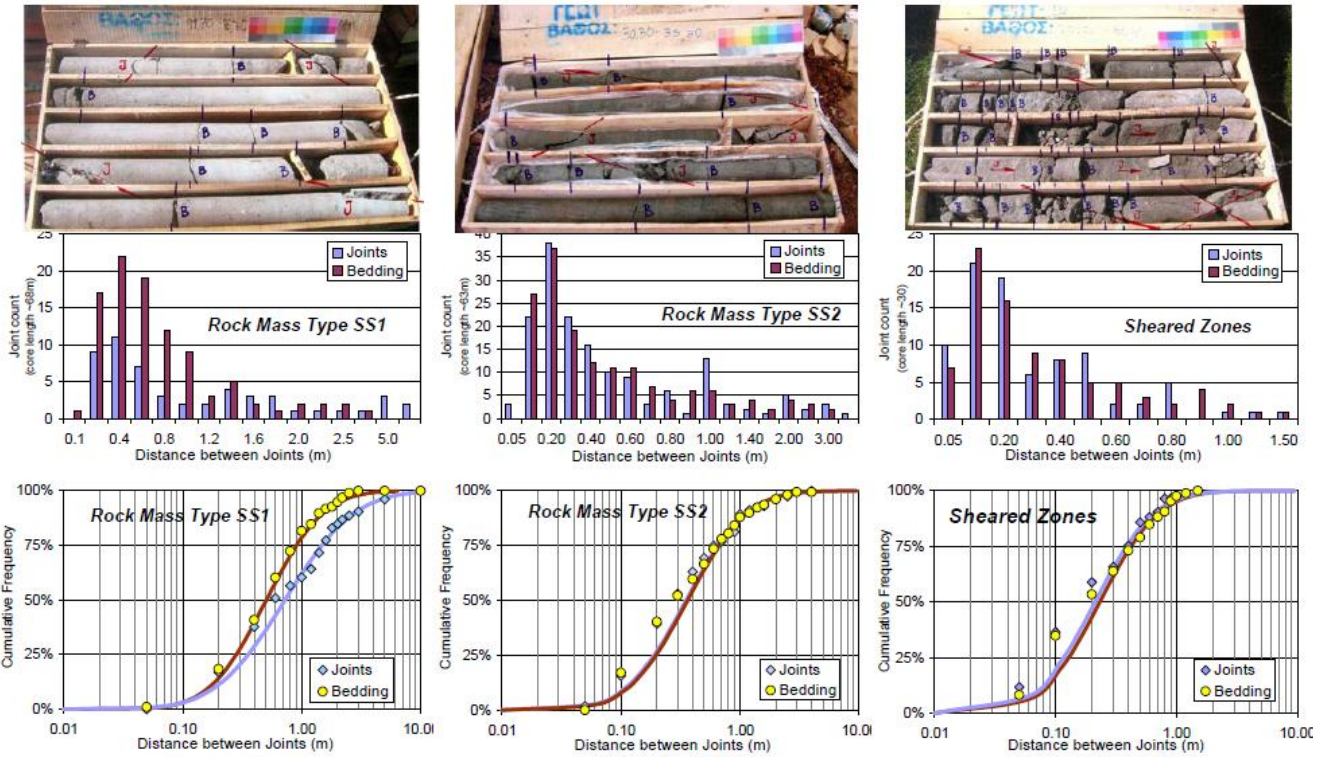 ΒΑΘΟΣ:
ΓΕΩΤ
ΒΑΘΟΣ: 30.30-35.30
ΓΕΩΤ
ΒΑΘΟΣ:
J
B
J
B
B
B
B
J
B
B
B
J
J
B
J
J
J
B
B
B
B
J
J
B
B
B
B
B
25
20
15
10
5
0
Joint count
(core length ~68m)
Joints
Bedding
Rock Mass Type SS1
0.1 0.4 0.8 1.2 1.6 2.0 2.5 5.0
Distance between Joints (m)
40
35
30
25
20
15
10
5
0
Joint count
(core length ~63m)
Joints
Bedding
Rock Mass Type SS2
0.05 0.20 0.40 0.60 0.80 1.00 1.40 2.00 3.00
Distance between Joints (m)
25
20
15
10
5
0
Joint count
(core length ~30)
Joints
Bedding
Sheared Zones
0.05 0.20 0.40 0.60 0.80 1.00 1.50
Distance between Joints (m)
100%
75%
50%
25%
0%
Cumulative Frequency
Rock Mass Type SS1
Joints
Bedding
0.01 0.10 1.00 10.00
Distance between Joints (m)
100%
75%
50%
25%
0%
Cumulative Frequency
Rock Mass Type SS2
Joints
Bedding
0.01 0.10 1.00 10.00
Distance between Joints (m)
100%
75%
50%
25%
0%
Cumulative Frequency
Sheared Zones
Joints
Bedding
0.01 0.10 1.00 10.00
Distance between Joints (m)